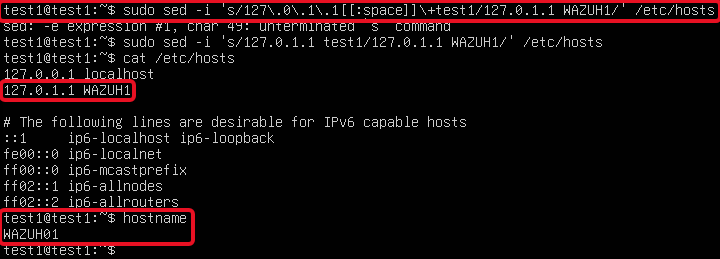 test1@test1:~$ sudo sed -i 's/127\.0\.1\.1[[:space]]\+test1/127.0.1.1 WAZUH1/' /etc/hosts
sed: -e expression #1, char 49: unterminated `s' command
test1@test1:~$ sudo sed -i 's/127.0.1.1 test1/127.0.1.1 WAZUH1/' /etc/hosts
test1@test1:~$ cat /etc/hosts
127.0.0.1 localhost
127.0.1.1 WAZUH1
# The following lines are desirable for IPv6 capable hosts
::1     ip6-localhost ip6-loopback
fe00::0 ip6-localnet
ff00::0 ip6-mcastprefix
ff02::1 ip6-allnodes
ff02::2 ip6-allrouters
test1@test1:~$ hostname
WAZUH01
test1@test1:~$